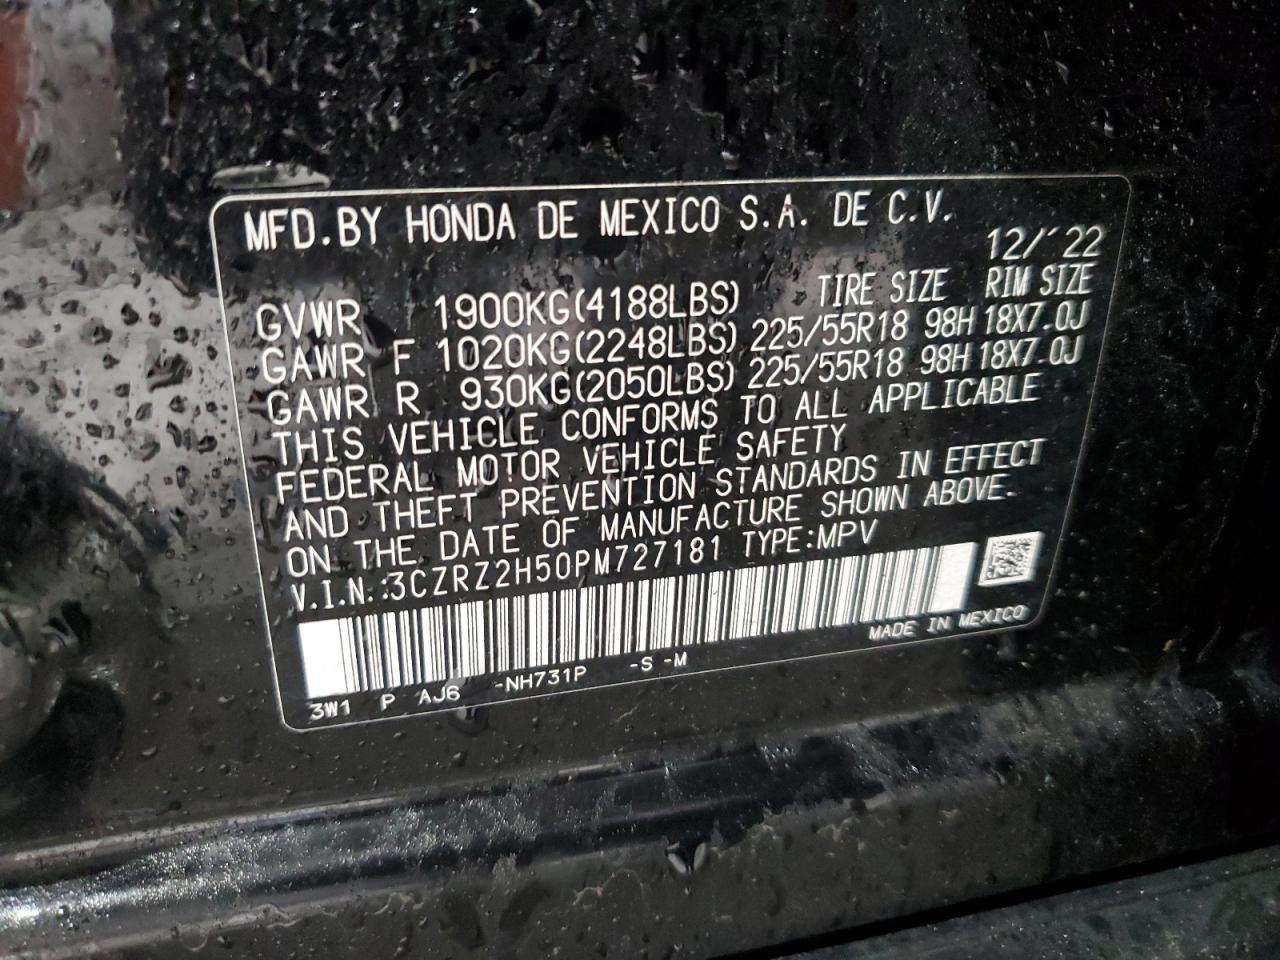 MFD.BY HONDA DE MEXICO S.A. DE C.V.
12/'22
TIRE SIZE RIM SIZE
GVWR 1900KG(4188LBS)
GAWR F 1020KG(2248LBS) 225/55R18 98H 18X7.0J
GAWR R 930KG(2050LBS) 225/55R18 98H 18X7.0J
THIS VEHICLE CONFORMS TO ALL APPLICABLE
FEDERAL MOTOR VEHICLE SAFETY
AND THEFT PREVENTION STANDARDS IN EFFECT
ON THE DATE OF MANUFACTURE SHOWN ABOVE.
V.I.N.:3CZRZ2H50PM727181 TYPE:MPV
MADE IN MEXICO
3W1 P AJ6 -NH731P -S -M